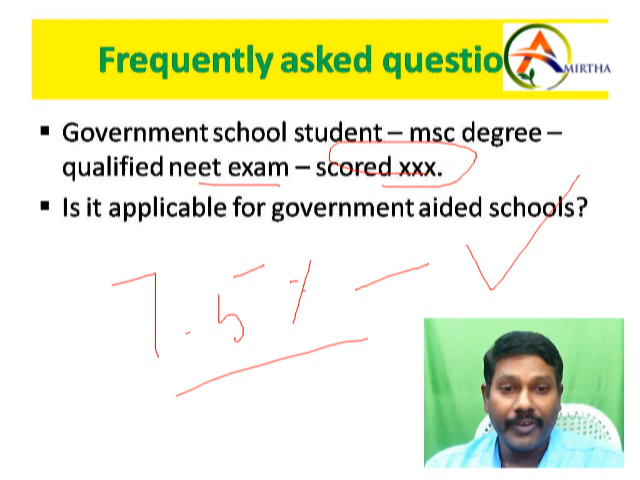 Frequently asked questio
AMIRTHA
▪ Government school student – msc degree –
qualified neet exam – scored xxx.
▪ Is it applicable for government aided schools?
7.5% – ✓